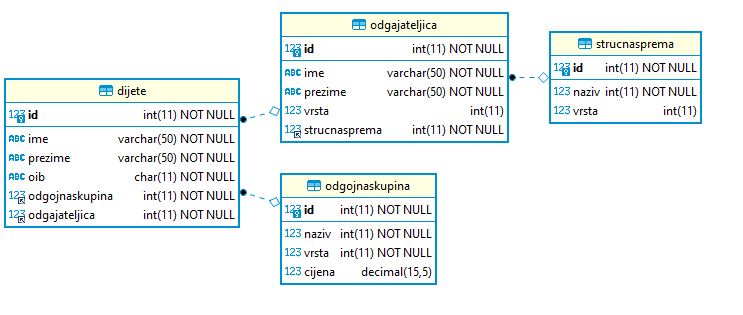 dijete
123 id int(11) NOT NULL
ABC ime varchar(50) NOT NULL
ABC prezime varchar(50) NOT NULL
ABC oib char(11) NOT NULL
123 odgojnaskupina int(11) NOT NULL
123 odgajateljica int(11) NOT NULL
odgajateljica
123 id int(11) NOT NULL
ABC ime varchar(50) NOT NULL
ABC prezime varchar(50) NOT NULL
123 vrsta int(11)
123 strucnasprema int(11) NOT NULL
strucnasprema
123 id int(11) NOT NULL
123 naziv int(11) NOT NULL
123 vrsta int(11)
odgojnaskupina
123 id int(11) NOT NULL
123 naziv int(11) NOT NULL
123 vrsta int(11) NOT NULL
123 cijena decimal(15,5)